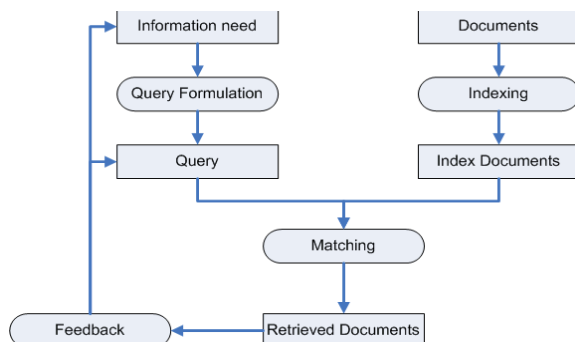 Information need
Documents
Query Formulation
Indexing
Query
Index Documents
Matching
Feedback
Retrieved Documents